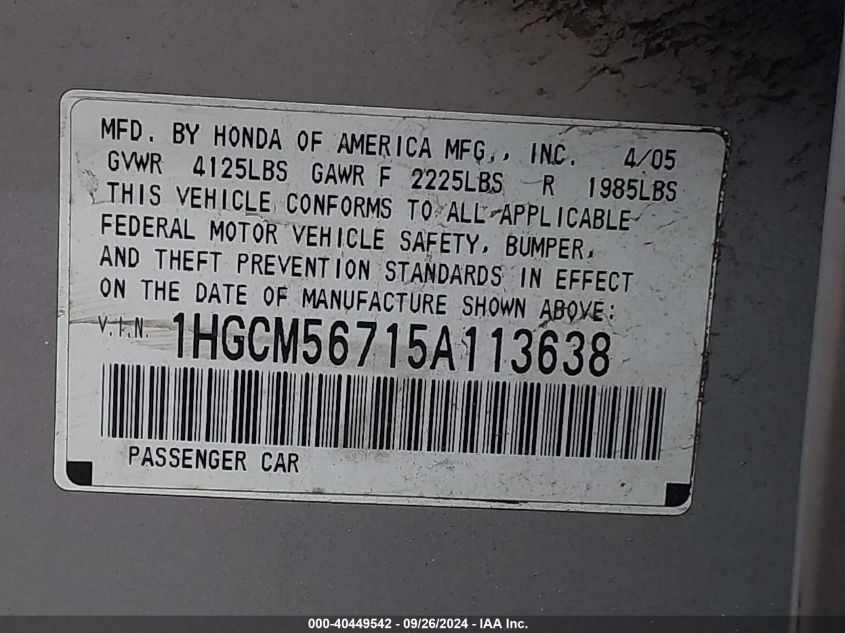 MFD. BY HONDA OF AMERICA MFG., INC. 4/05
GVWR 4125LBS GAWR F 2225LBS R 1985LBS
THIS VEHICLE CONFORMS TO ALL APPLICABLE
FEDERAL MOTOR VEHICLE SAFETY, BUMPER,
AND THEFT PREVENTION STANDARDS IN EFFECT
ON THE DATE OF MANUFACTURE SHOWN ABOVE:
V.I.N. 1HGCM56715A113638
PASSENGER CAR
000-40449542 - 09/26/2024 - IAA Inc.